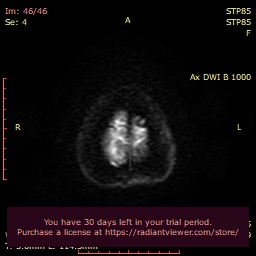 Im: 46/46
Se: 4
A
STP85
STP85
F
Ax DWI B 1000
R
L
You have 30 days left in your trial period.
Purchase a license at https://radiantviewer.com/store/